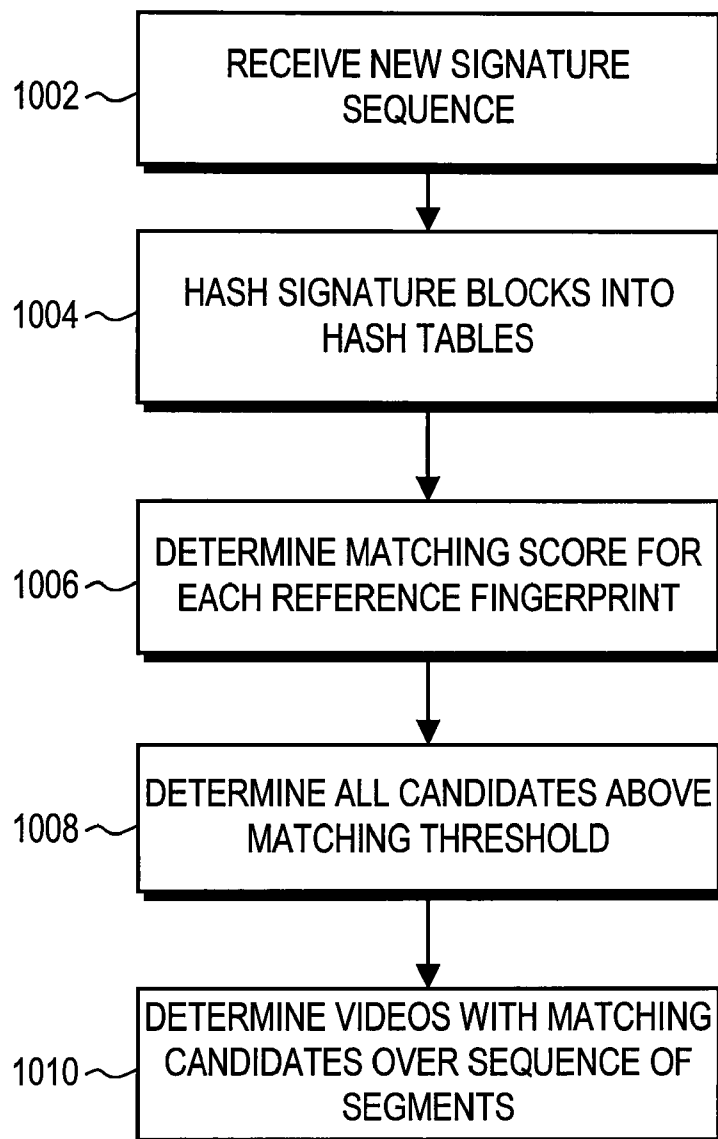 1002
RECEIVE NEW SIGNATURE
SEQUENCE
1004
HASH SIGNATURE BLOCKS INTO
HASH TABLES
1006
DETERMINE MATCHING SCORE FOR
EACH REFERENCE FINGERPRINT
1008
DETERMINE ALL CANDIDATES ABOVE
MATCHING THRESHOLD
1010
DETERMINE VIDEOS WITH MATCHING
CANDIDATES OVER SEQUENCE OF
SEGMENTS